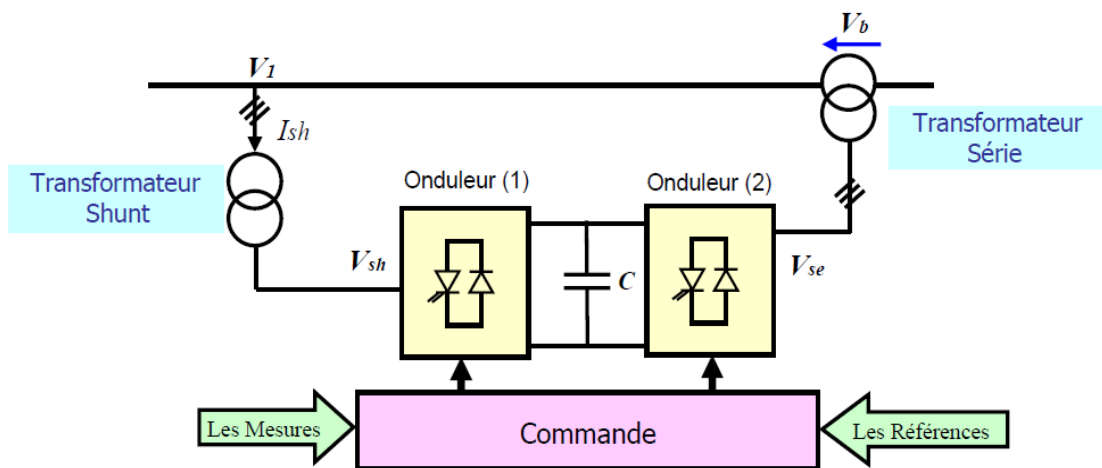 V1
Vb
Ish
Transformateur
Shunt
Transformateur
Série
Onduleur (1)
Onduleur (2)
Vsh
C
Vse
Les Mesures
Commande
Les Références